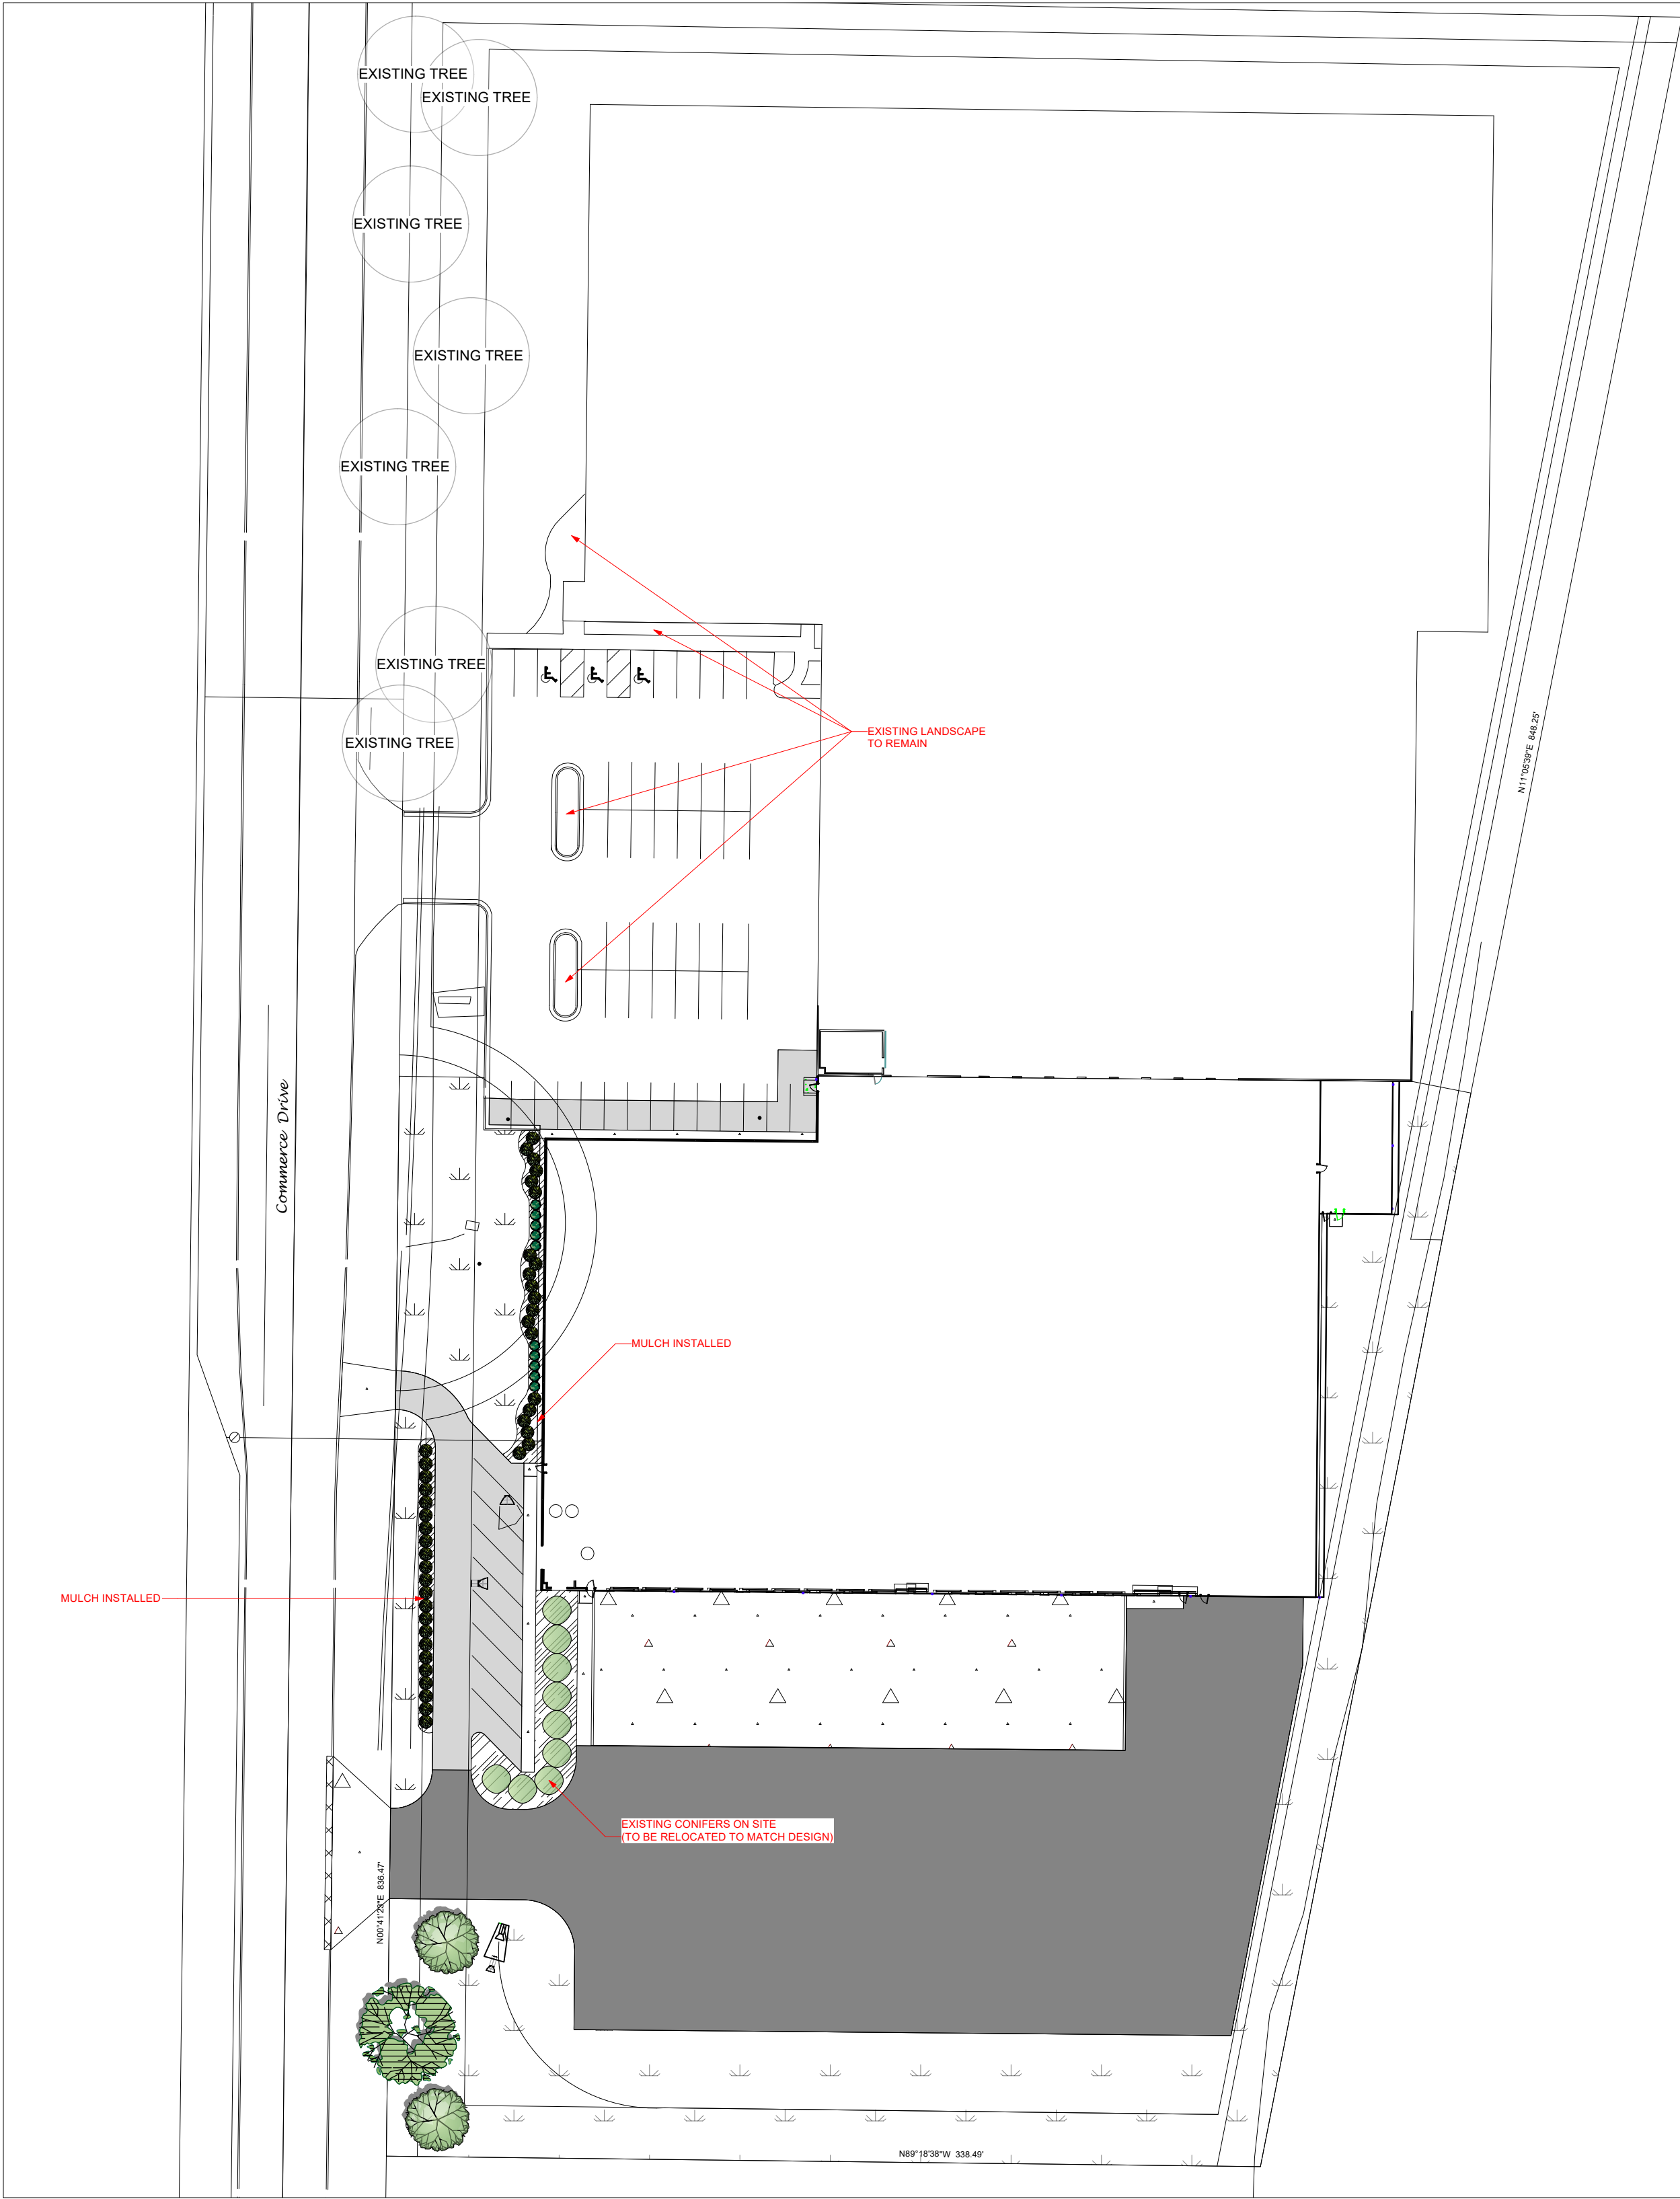 EXISTING TREE
EXISTING TREE
EXISTING TREE
EXISTING TREE
EXISTING TREE
EXISTING TREE
EXISTING TREE
EXISTING LANDSCAPE
TO REMAIN
N11°05'39"E 848.25'
Commerce Drive
MULCH INSTALLED
MULCH INSTALLED
EXISTING CONIFERS ON SITE
(TO BE RELOCATED TO MATCH DESIGN)
N00°41'23"E 836.47'
N89°18'38"W 338.49'